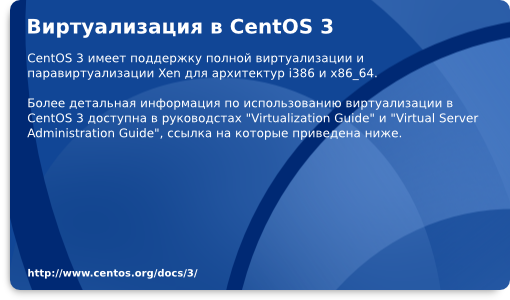 Виртуализация в CentOS 3
CentOS 3 имеет поддержку полной виртуализации и
паравиртуализации Xen для архитектур i386 и x86_64.
Более детальная информация по использованию виртуализации в
CentOS 3 доступна в руководстах "Virtualization Guide" и "Virtual Server
Administration Guide", ссылка на которые приведена ниже.
http://www.centos.org/docs/3/